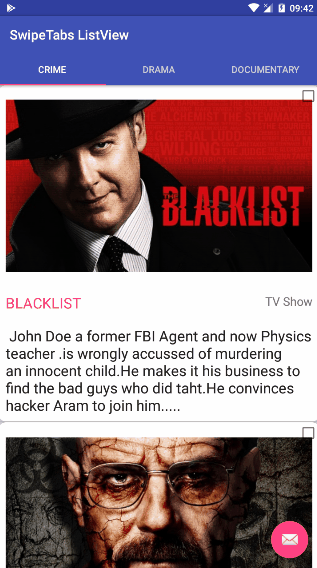 09:42
SwipeTabs ListView
CRIME DRAMA DOCUMENTARY
THE BLACKLIST
BLACKLIST TV Show
John Doe a former FBI Agent and now Physics
teacher .is wrongly accussed of murdering
an innocent child.He makes it his business to
find the bad guys who did taht.He convinces
hacker Aram to join him.....